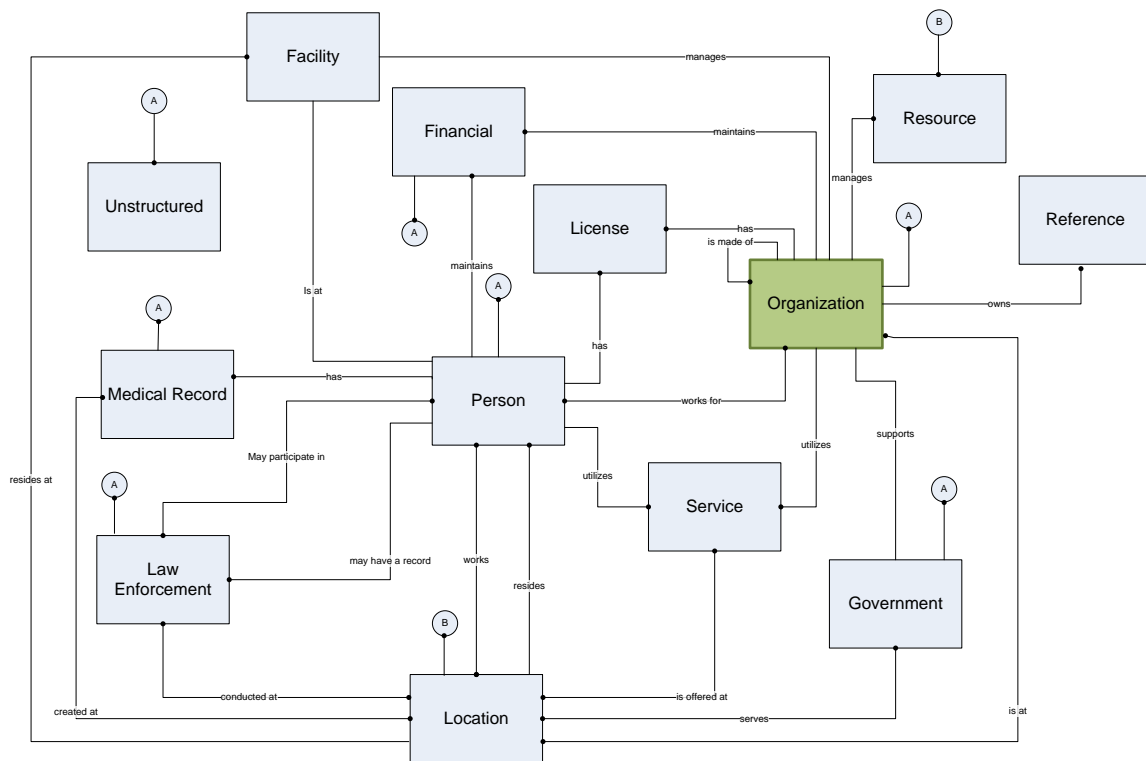 B
Facility
manages
A
Financial
Resource
maintains
manages
Unstructured
License
A
Reference
has
A
is made of
maintains
Is at
A
Organization
owns
A
has
Medical Record
has
Person
works for
May participate in
supports
utilizes
resides at
A
utilizes
Service
A
works
may have a record
Law
Enforcement
resides
Government
B
conducted at
is offered at
created at
Location
serves
is at